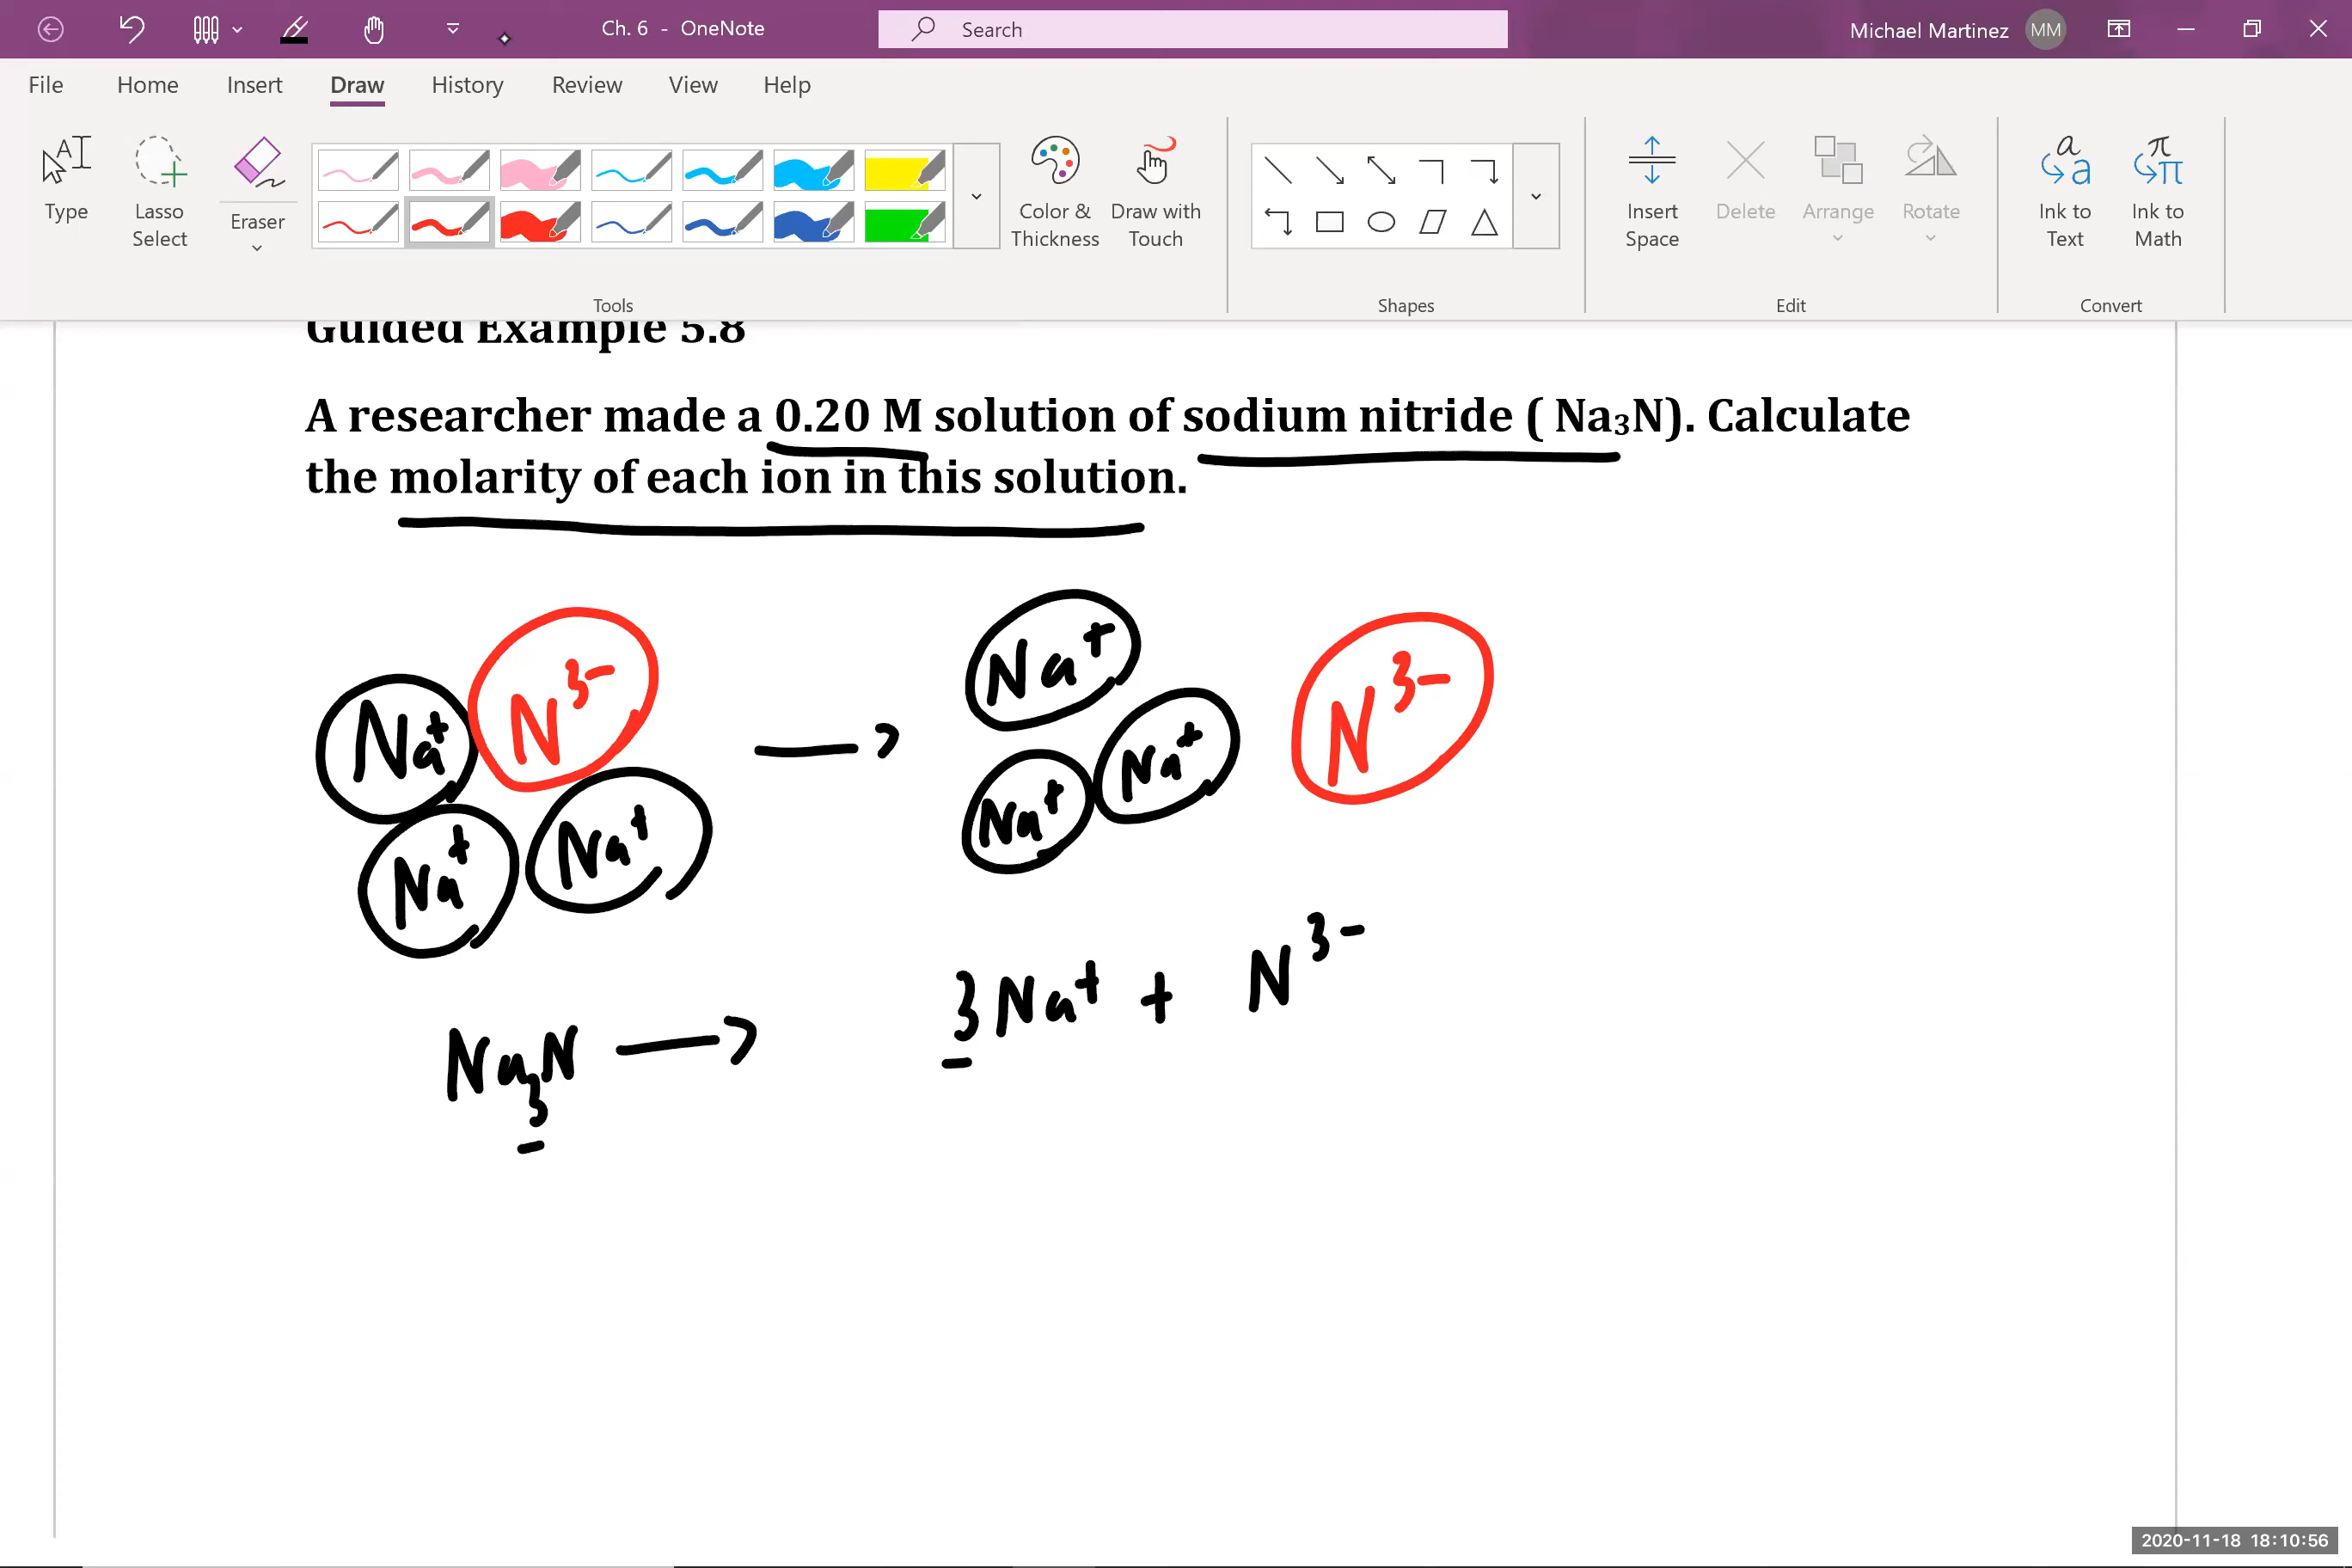 Ch. 6 - OneNote
Search
Michael Martinez MM
File Home Insert Draw History Review View Help
Type
Lasso Select
Eraser
Color & Thickness
Draw with Touch
Insert Space
Delete
Arrange
Rotate
a a
Ink to Text
π π
Ink to Math
Tools Shapes Edit Convert
Guided Example 5.8
A researcher made a 0.20 M solution of sodium nitride ( Na₃N). Calculate
the molarity of each ion in this solution.
Na⁺ N³⁻ → Na⁺ N³⁻
Na⁺ Na⁺ Na⁺ Na⁺
Na₃N → 3Na⁺ + N³⁻
2020-11-18 18:10:56